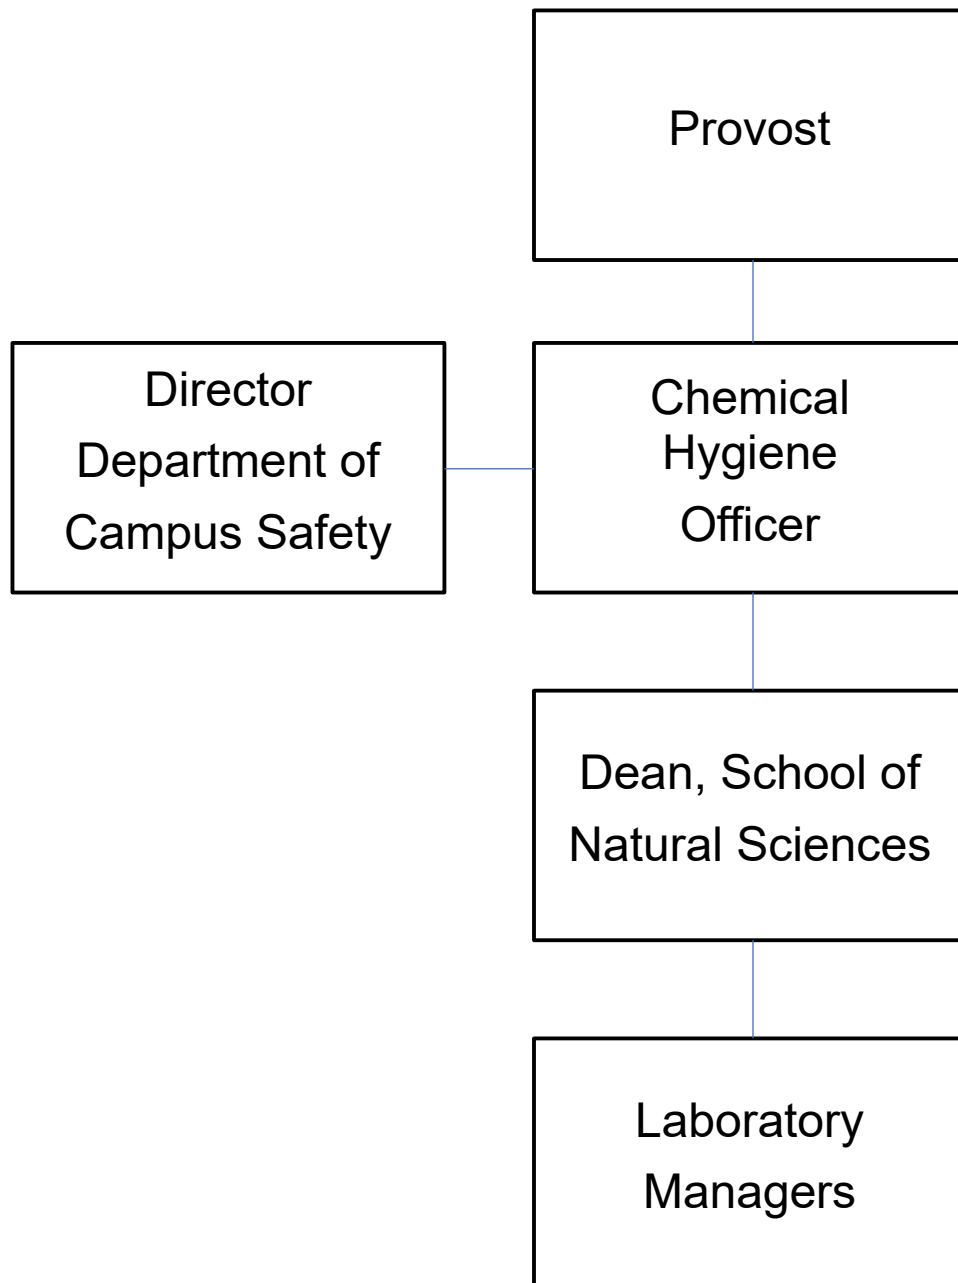 Provost
Director
Department of
Campus Safety
Chemical
Hygiene
Officer
Dean, School of
Natural Sciences
Laboratory
Managers